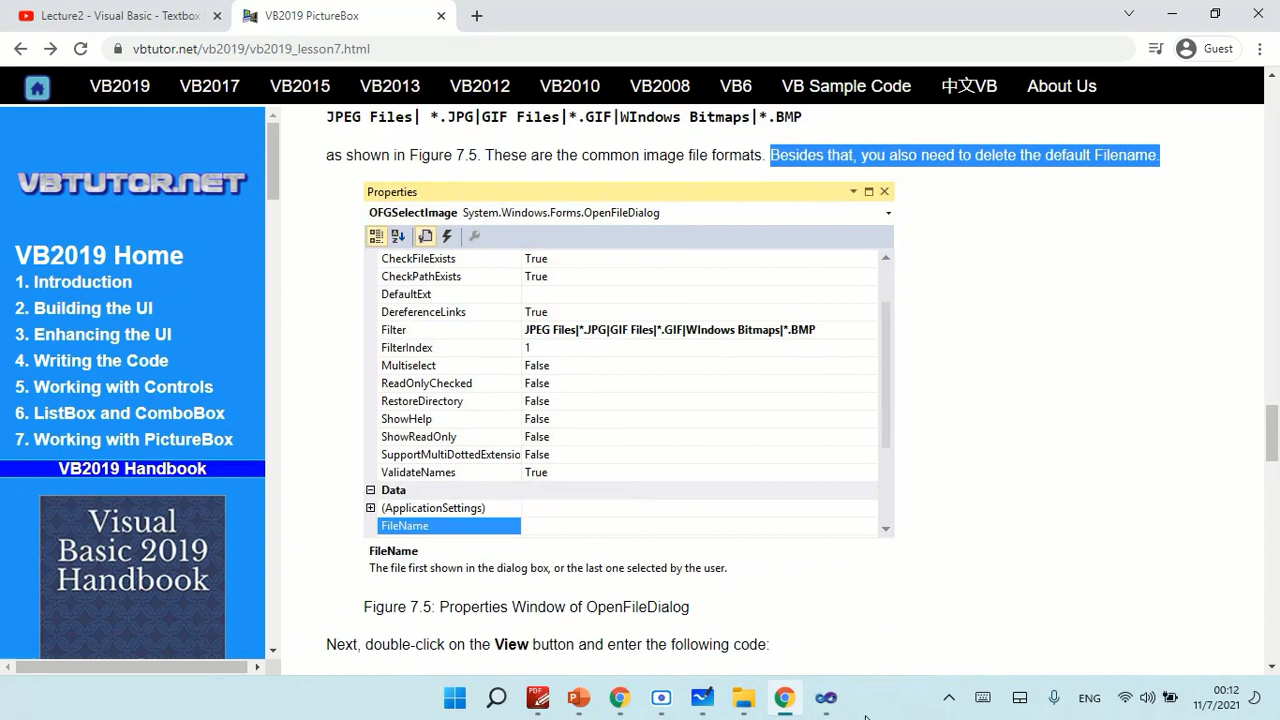 Lecture2 - Visual Basic - Textbox
VB2019 PictureBox
vbtutor.net/vb2019/vb2019_lesson7.html
Guest
VB2019 VB2017 VB2015 VB2013 VB2012 VB2010 VB2008 VB6 VB Sample Code 中文VB About Us
VBTUTOR.NET
VB2019 Home
1. Introduction
2. Building the UI
3. Enhancing the UI
4. Writing the Code
5. Working with Controls
6. ListBox and ComboBox
7. Working with PictureBox
VB2019 Handbook
Visual
Basic 2019
Handbook
JPEG Files| *.JPG|GIF Files|*.GIF|WIndows Bitmaps|*.BMP
as shown in Figure 7.5. These are the common image file formats. Besides that, you also need to delete the default Filename.
Properties
OFGSelectImage System.Windows.Forms.OpenFileDialog
CheckFileExists True
CheckPathExists True
DefaultExt
DereferenceLinks True
Filter JPEG Files|*.JPG|GIF Files|*.GIF|WIndows Bitmaps|*.BMP
FilterIndex 1
Multiselect False
ReadOnlyChecked False
RestoreDirectory False
ShowHelp False
ShowReadOnly False
SupportMultiDottedExtensio False
ValidateNames True
Data
(ApplicationSettings)
FileName
FileName
The file first shown in the dialog box, or the last one selected by the user.
Figure 7.5: Properties Window of OpenFileDialog
Next, double-click on the View button and enter the following code:
ENG
00:12
11/7/2021